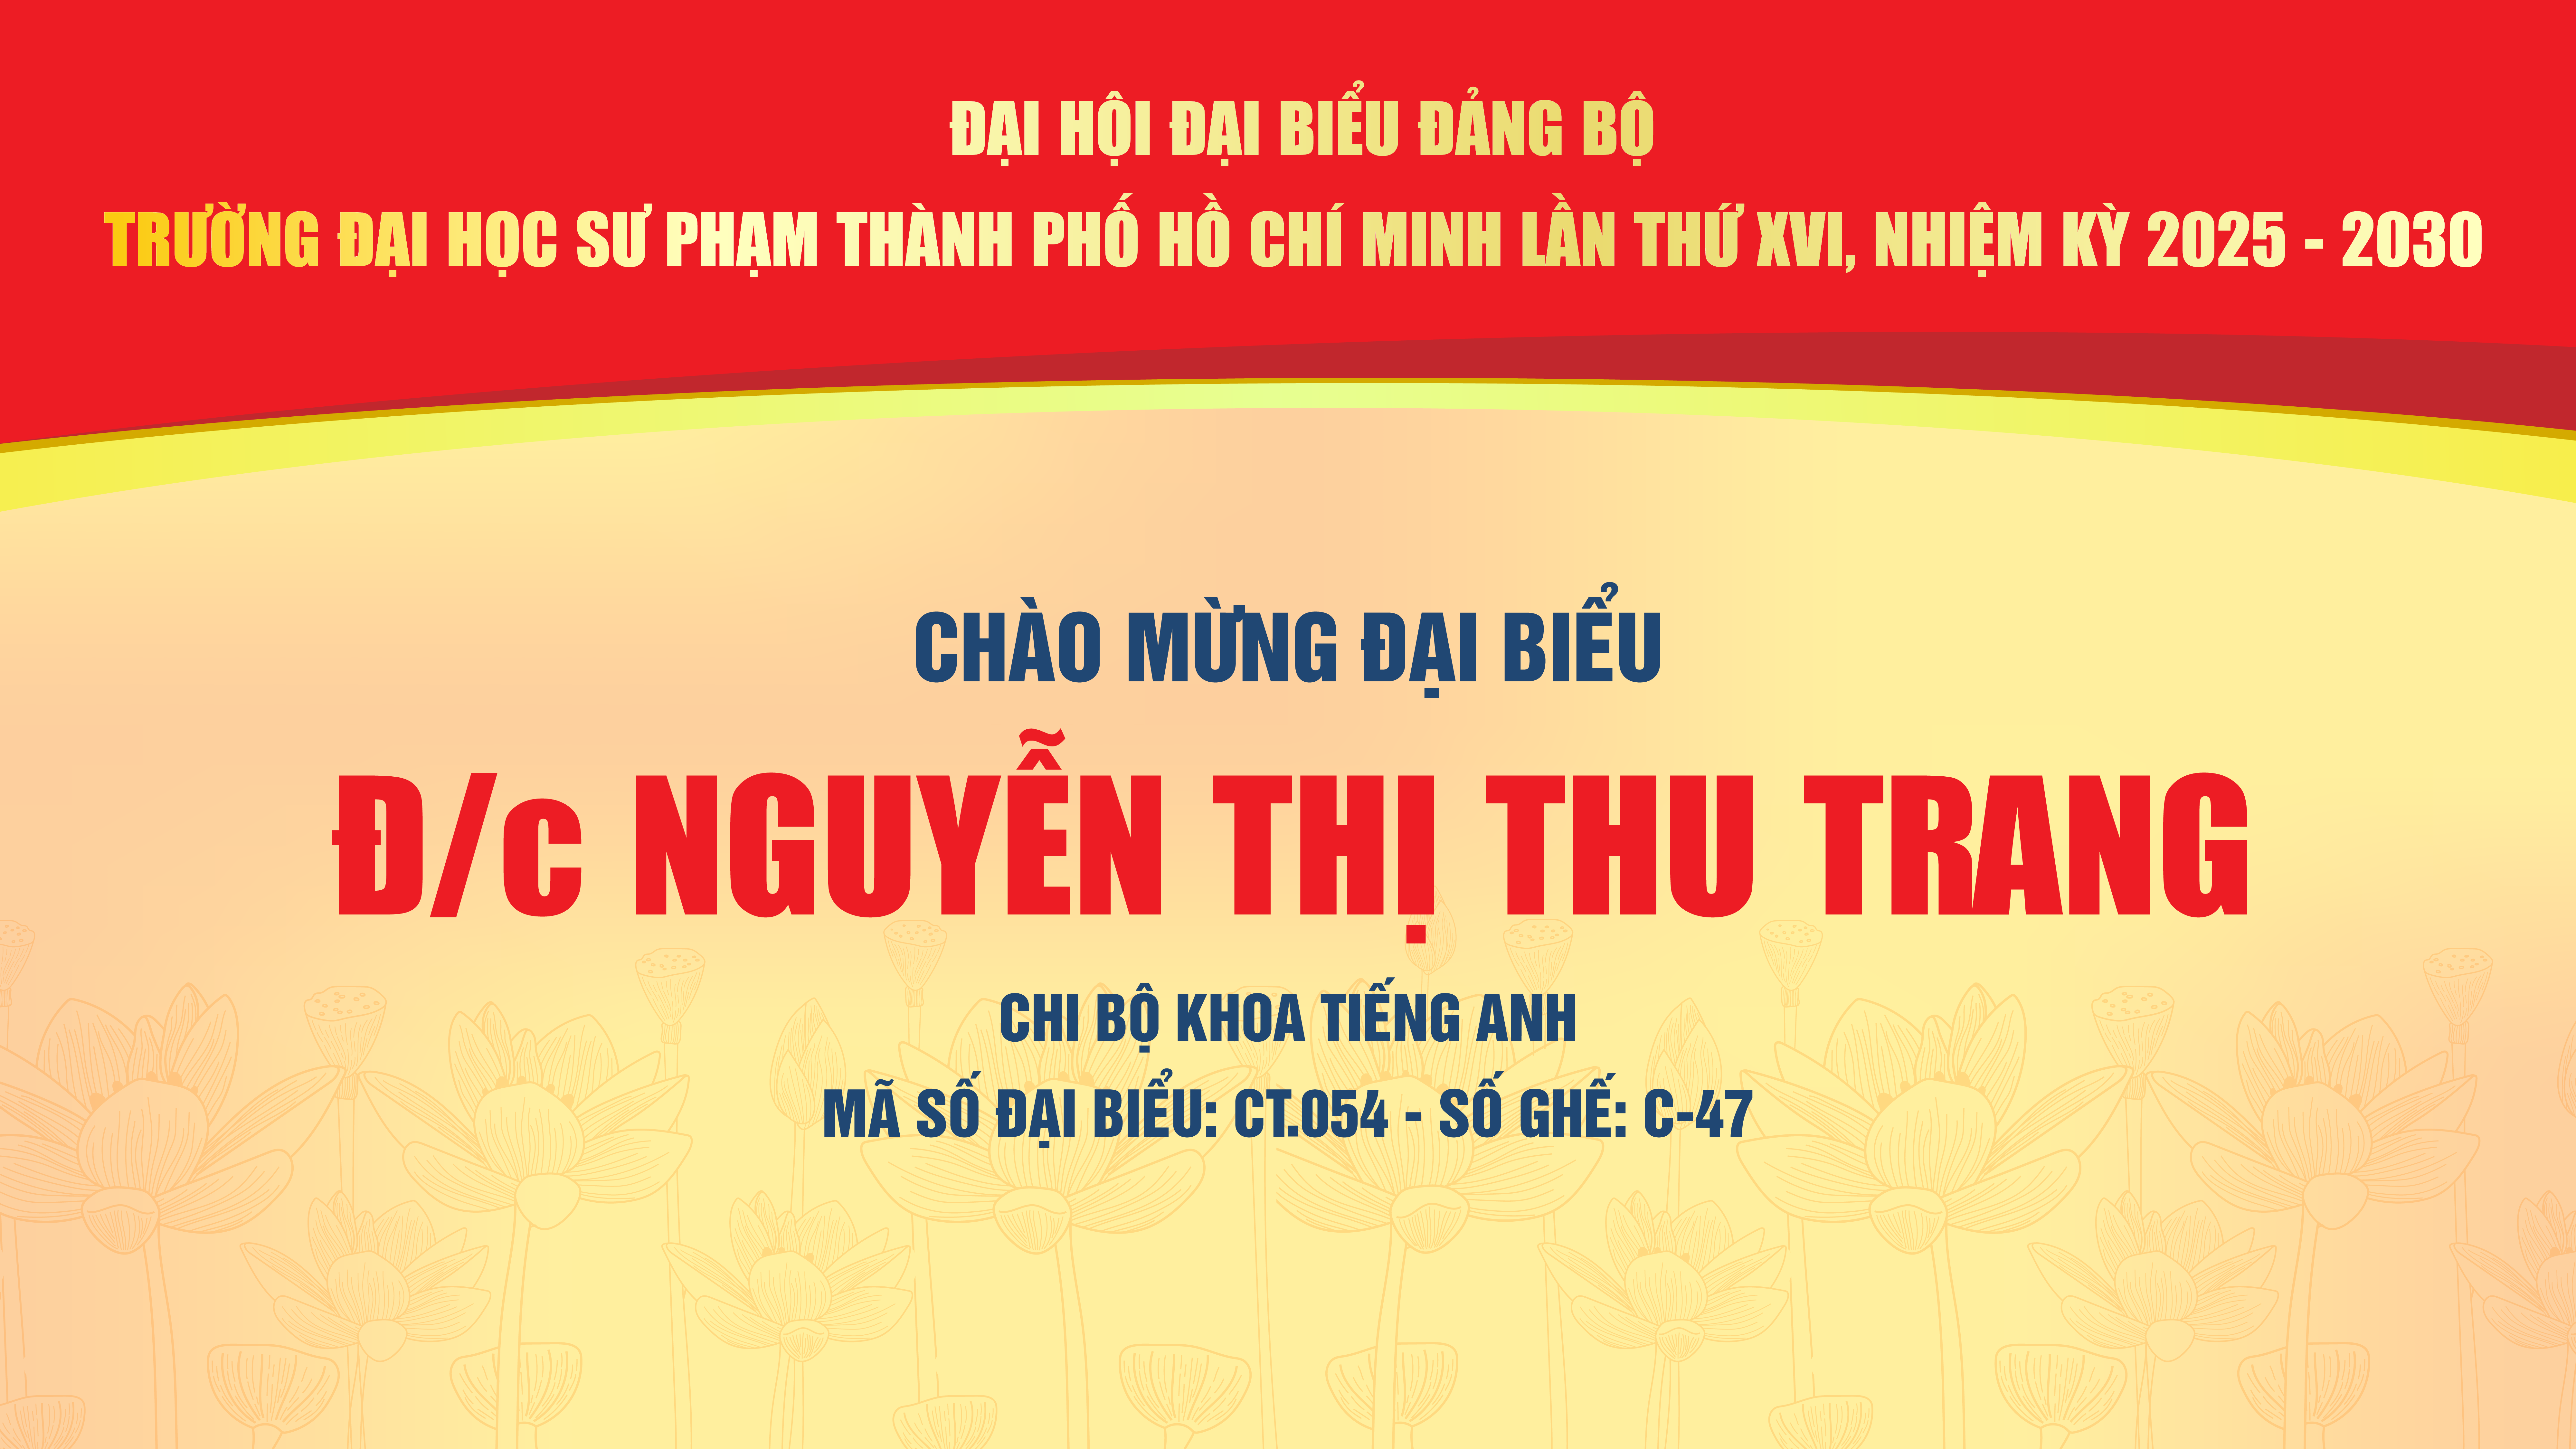 ĐẠI HỘI ĐẠI BIỂU ĐẢNG BỘ
TRƯỜNG ĐẠI HỌC SƯ PHẠM THÀNH PHỐ HỒ CHÍ MINH LẦN THỨ XVI, NHIỆM KỲ 2025 - 2030
CHÀO MỪNG ĐẠI BIỂU
Đ/c NGUYỄN THỊ THU TRANG
CHI BỘ KHOA TIẾNG ANH
MÃ SỐ ĐẠI BIỂU: CT.054 - SỐ GHẾ: C-47